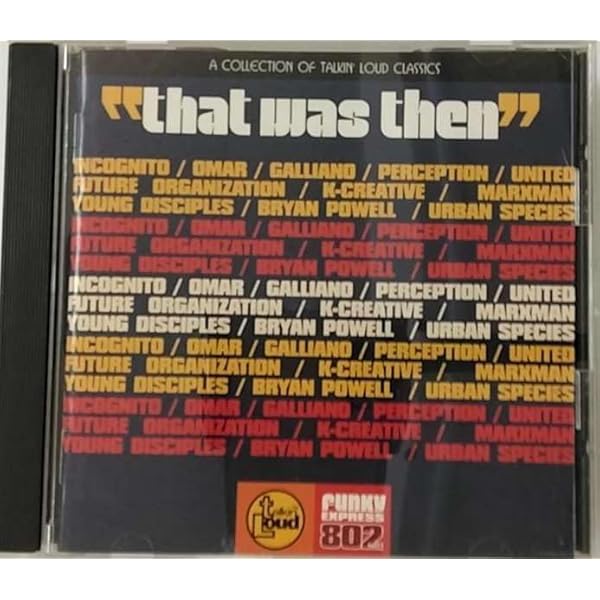 A COLLECTION OF TALKIN' LOUD CLASSICS
"that was then"
INCOGNITO / OMAR / GALLIANO / PERCEPTION / UNITED
FUTURE ORGANIZATION / K-CREATIVE / MARXMAN
YOUNG DISCIPLES / BRYAN POWELL / URBAN SPECIES
INCOGNITO / OMAR / GALLIANO / PERCEPTION / UNITED
FUTURE ORGANIZATION / K-CREATIVE / MARXMAN
YOUNG DISCIPLES / BRYAN POWELL / URBAN SPECIES
INCOGNITO / OMAR / GALLIANO / PERCEPTION / UNITED
FUTURE ORGANIZATION / K-CREATIVE / MARXMAN
YOUNG DISCIPLES / BRYAN POWELL / URBAN SPECIES
INCOGNITO / OMAR / GALLIANO / PERCEPTION / UNITED
FUTURE ORGANIZATION / K-CREATIVE / MARXMAN
YOUNG DISCIPLES / BRYAN POWELL / URBAN SPECIES
INCOGNITO / OMAR / GALLIANO / PERCEPTION / UNITED
FUTURE ORGANIZATION / K-CREATIVE / MARXMAN
YOUNG DISCIPLES / BRYAN POWELL / URBAN SPECIES
talkin' Loud
FUNKY
EXPRESS
802